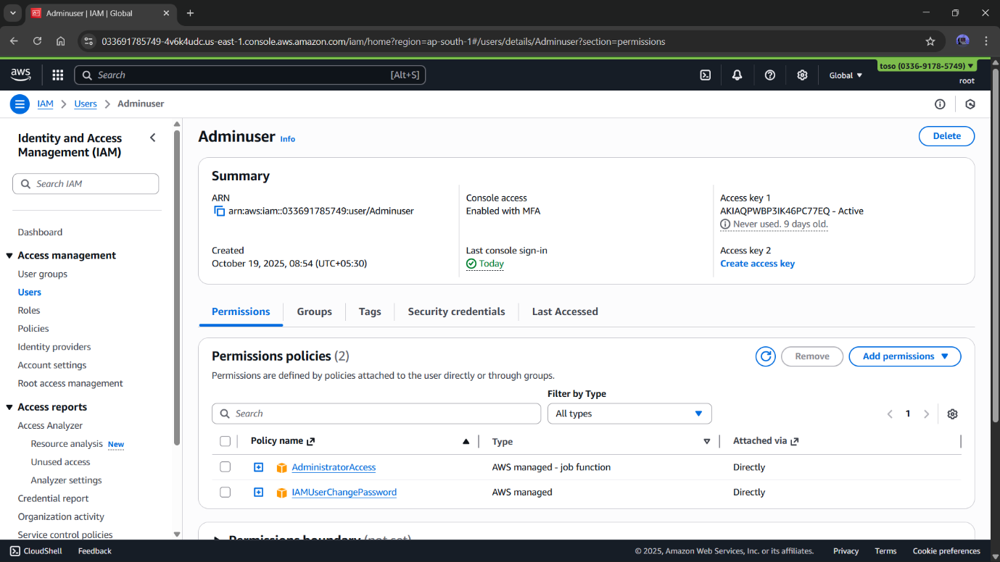 Adminuser | IAM | Global
033691785749-4v6k4udc.us-east-1.console.aws.amazon.com/iam/home?region=ap-south-1#/users/details/Adminuser?section=permissions
aws
Search [Alt+S]
Global
toso (0336-9178-5749)
root
IAM
Users
Adminuser
Identity and Access Management (IAM)
Search IAM
Dashboard
Access management
User groups
Users
Roles
Policies
Identity providers
Account settings
Root access management
Access reports
Access Analyzer
Resource analysis New
Unused access
Analyzer settings
Credential report
Organization activity
Service control policies
Adminuser Info
Delete
Summary
ARN
arn:aws:iam::033691785749:user/Adminuser
Console access
Enabled with MFA
Access key 1
AKIAQPWBP3IK46PC77EQ - Active
Never used. 9 days old.
Created
October 19, 2025, 08:54 (UTC+05:30)
Last console sign-in
Today
Access key 2
Create access key
Permissions
Groups
Tags
Security credentials
Last Accessed
Permissions policies (2)
Remove
Add permissions
Permissions are defined by policies attached to the user directly or through groups.
Filter by Type
Search
All types
1
Policy name
Type
Attached via
AdministratorAccess
AWS managed - job function
Directly
IAMUserChangePassword
AWS managed
Directly
Permissions boundary (not set)
CloudShell
Feedback
© 2025, Amazon Web Services, Inc. or its affiliates.
Privacy
Terms
Cookie preferences